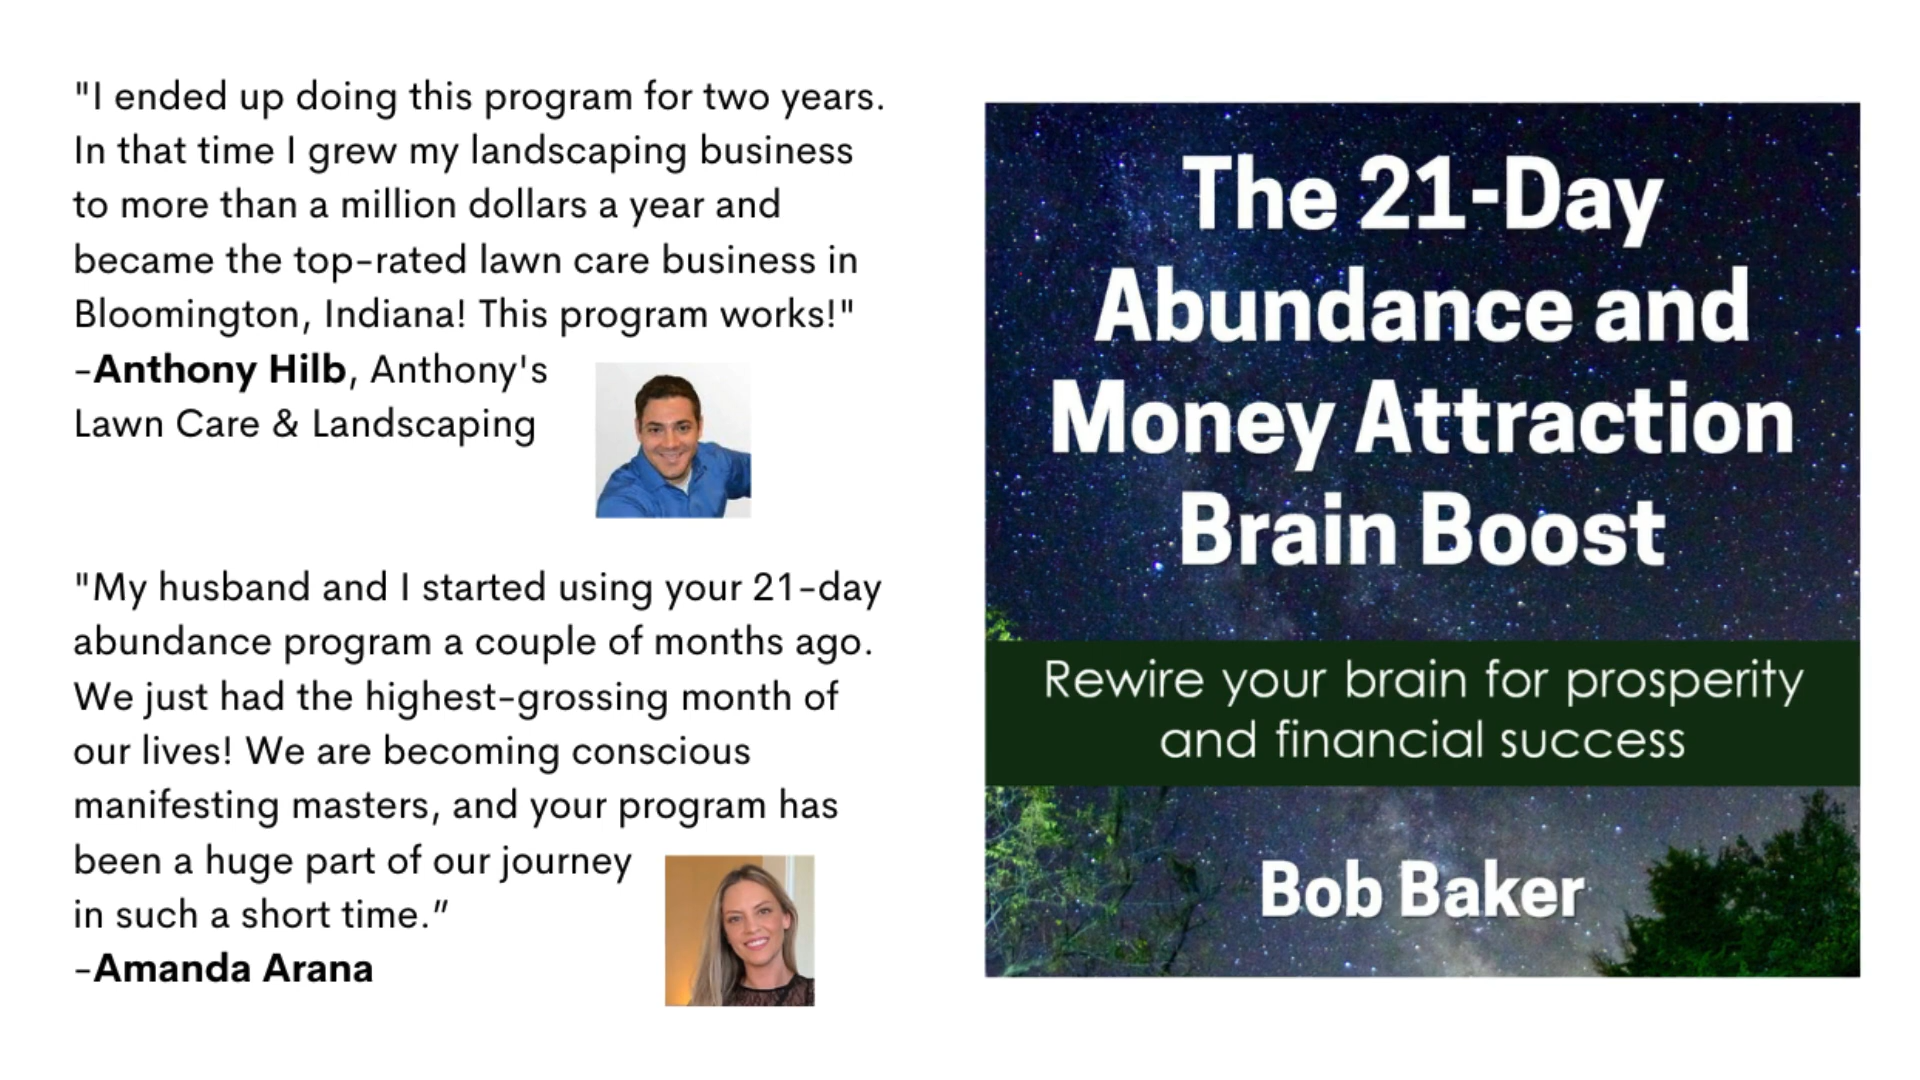 "I ended up doing this program for two years.
In that time I grew my landscaping business
to more than a million dollars a year and
became the top-rated lawn care business in
Bloomington, Indiana! This program works!"
-Anthony Hilb, Anthony's
Lawn Care & Landscaping
"My husband and I started using your 21-day
abundance program a couple of months ago.
We just had the highest-grossing month of
our lives! We are becoming conscious
manifesting masters, and your program has
been a huge part of our journey
in such a short time.”
-Amanda Arana
The 21-Day
Abundance and
Money Attraction
Brain Boost
Rewire your brain for prosperity
and financial success
Bob Baker